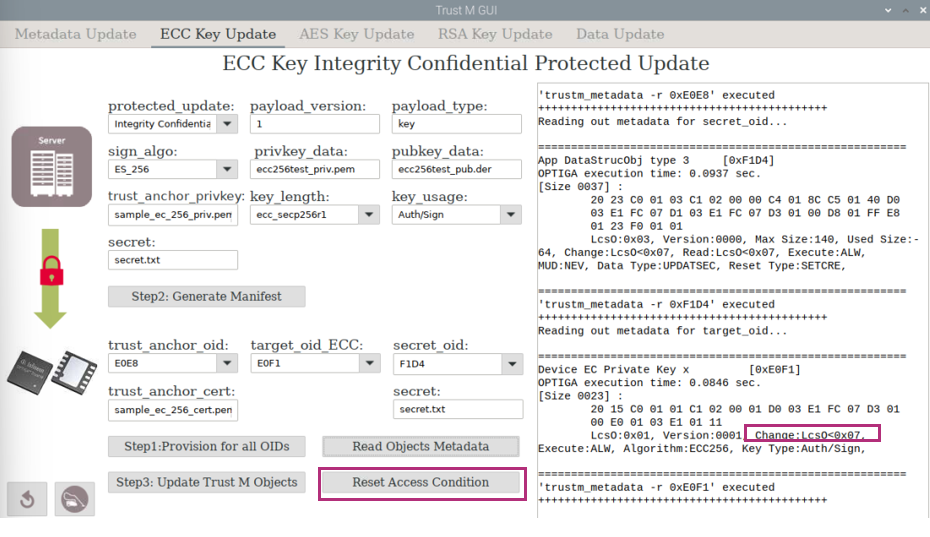 Trust M GUI
Metadata Update
ECC Key Update
AES Key Update
RSA Key Update
Data Update
ECC Key Integrity Confidential Protected Update
Server
protected_update:
payload_version:
payload_type:
Integrity Confidentia
1
key
sign_algo:
privkey_data:
pubkey_data:
ES_256
ecc256test_priv.pem
ecc256test_pub.der
trust_anchor_privkey:
key_length:
key_usage:
sample_ec_256_priv.pem
ecc_secp256r1
Auth/Sign
secret:
secret.txt
Step2: Generate Manifest
trust_anchor_oid:
target_oid_ECC:
secret_oid:
E0E8
E0F1
F1D4
trust_anchor_cert:
secret:
sample_ec_256_cert.pem
secret.txt
Step1:Provision for all OIDs
Read Objects Metadata
Step3: Update Trust M Objects
Reset Access Condition
'trustm_metadata -r 0xE0E8' executed
++++++++++++++++++++++++++++++++++++++++++++
Reading out metadata for secret_oid...
========================================================
App DataStrucObj type 3     [0xF1D4]
OPTIGA execution time: 0.0937 sec.
[Size 0037] :
20 23 C0 01 03 C1 02 00 00 C4 01 8C C5 01 40 D0
03 E1 FC 07 D1 03 E1 FC 07 D3 01 00 D8 01 FF E8
01 23 F0 01 01
LcsO:0x03, Version:0000, Max Size:140, Used Size:-
64, Change:LcsO<0x07, Read:LcsO<0x07, Execute:ALW,
MUD:NEV, Data Type:UPDATSEC, Reset Type:SETCRE,
========================================================
'trustm_metadata -r 0xF1D4' executed
++++++++++++++++++++++++++++++++++++++++++++
Reading out metadata for target_oid...
========================================================
Device EC Private Key x         [0xE0F1]
OPTIGA execution time: 0.0846 sec.
[Size 0023] :
20 15 C0 01 01 C1 02 00 01 D0 03 E1 FC 07 D3 01
00 E0 01 03 E1 01 11
LcsO:0x01, Version:0001, Change:LcsO<0x07,
Execute:ALW, Algorithm:ECC256, Key Type:Auth/Sign,
========================================================
'trustm_metadata -r 0xE0F1' executed
++++++++++++++++++++++++++++++++++++++++++++